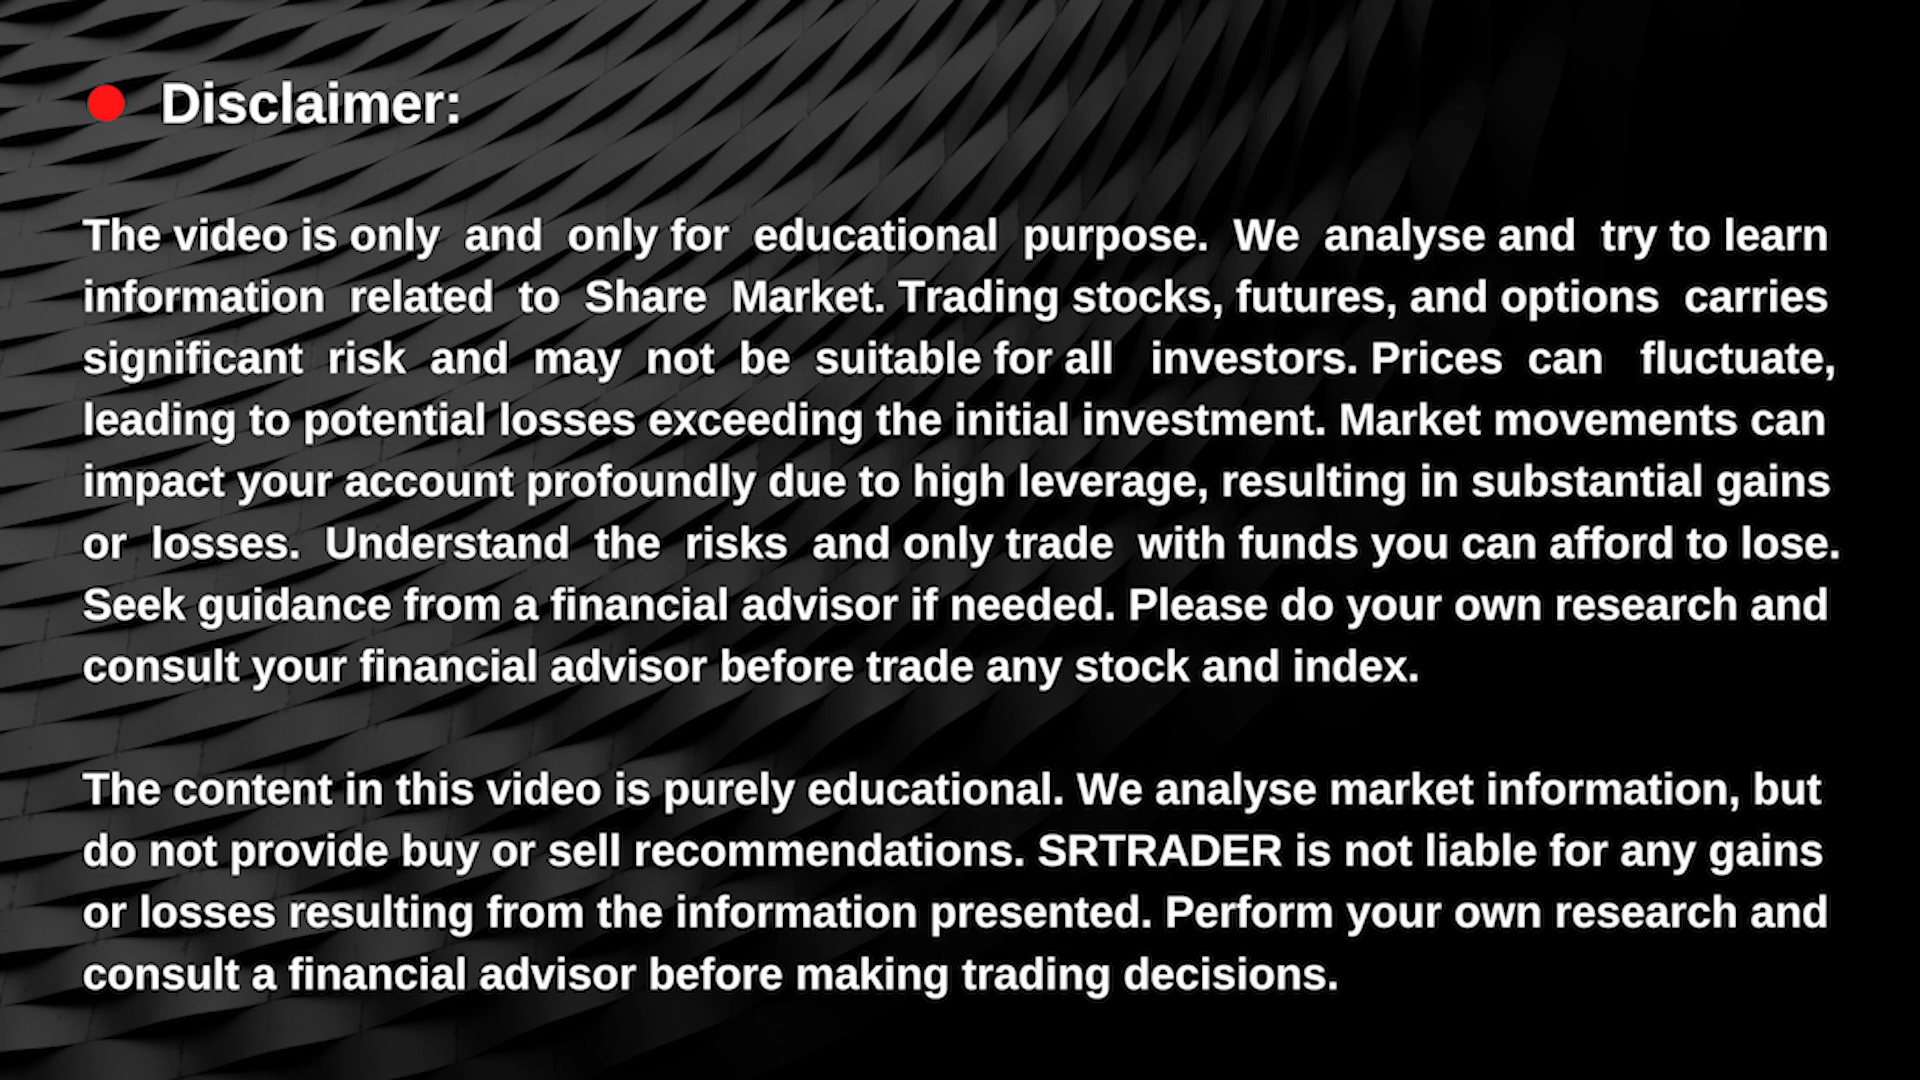 Disclaimer:
The video is only and only for educational purpose. We analyse and try to learn
information related to Share Market. Trading stocks, futures, and options carries
significant risk and may not be suitable for all investors. Prices can fluctuate,
leading to potential losses exceeding the initial investment. Market movements can
impact your account profoundly due to high leverage, resulting in substantial gains
or losses. Understand the risks and only trade with funds you can afford to lose.
Seek guidance from a financial advisor if needed. Please do your own research and
consult your financial advisor before trade any stock and index.
The content in this video is purely educational. We analyse market information, but
do not provide buy or sell recommendations. SRTRADER is not liable for any gains
or losses resulting from the information presented. Perform your own research and
consult a financial advisor before making trading decisions.